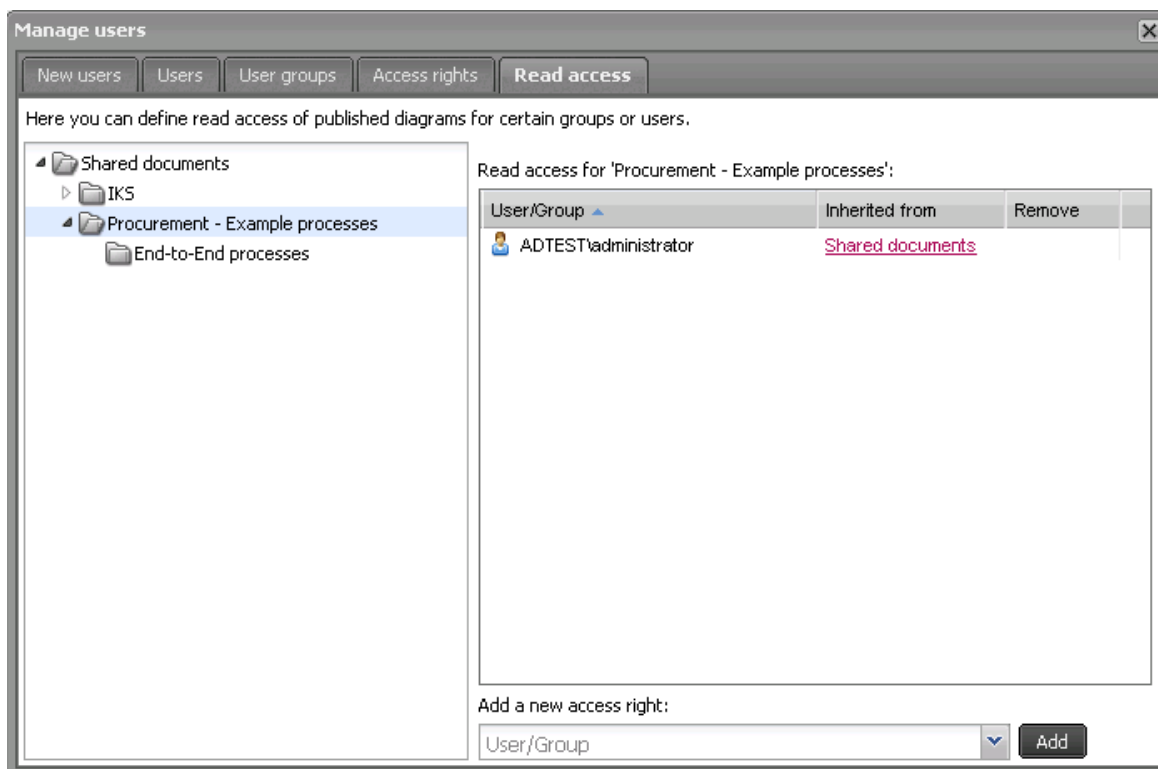 Manage users
New users Users User groups Access rights Read access
Here you can define read access of published diagrams for certain groups or users.
Shared documents
IKS
Procurement - Example processes
End-to-End processes
Read access for 'Procurement - Example processes':
User/Group Inherited from Remove
ADTEST\administrator Shared documents
Add a new access right:
User/Group Add